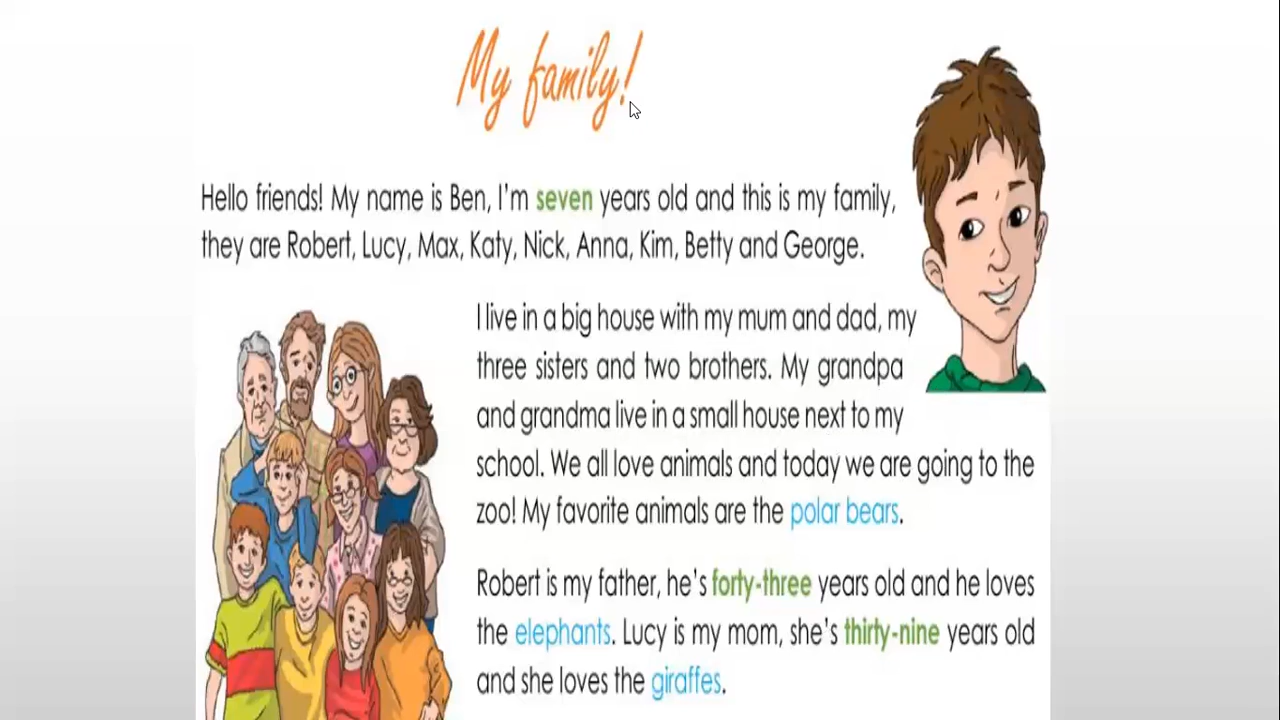 My family!
Hello friends! My name is Ben, I'm seven years old and this is my family,
they are Robert, Lucy, Max, Katy, Nick, Anna, Kim, Betty and George.
I live in a big house with my mum and dad, my
three sisters and two brothers. My grandpa
and grandma live in a small house next to my
school. We all love animals and today we are going to the
zoo! My favorite animals are the polar bears.
Robert is my father, he's forty-three years old and he loves
the elephants. Lucy is my mom, she's thirty-nine years old
and she loves the giraffes.